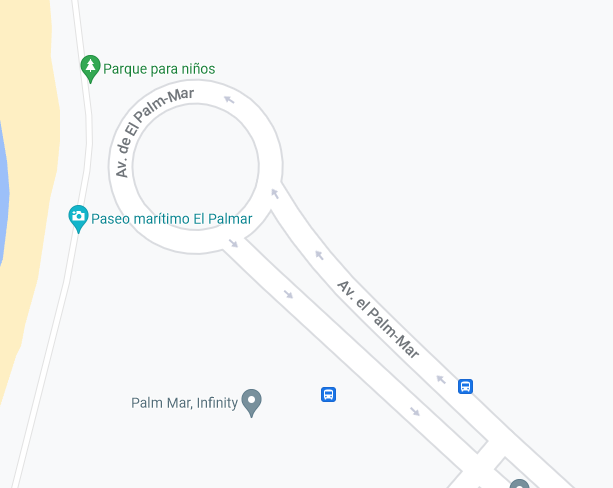 Parque para niños
Av. de El Palm-Mar
Paseo marítimo El Palmar
Av. el Palm-Mar
Palm Mar, Infinity